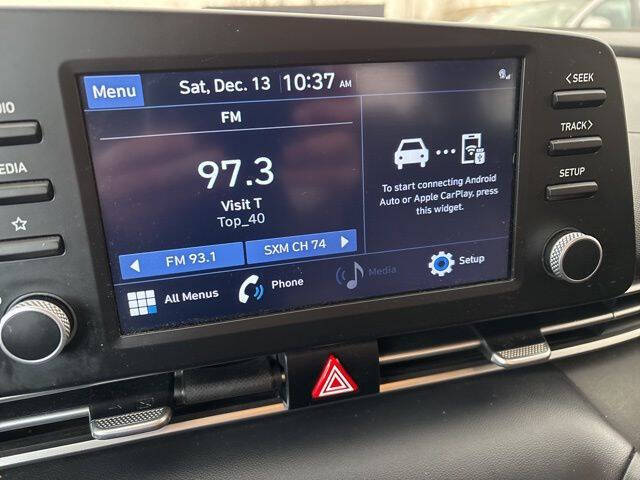 Menu
Sat, Dec. 13 10:37 AM
FM
97.3
Visit T
Top_40
◀ FM 93.1
SXM CH 74 ▶
To start connecting Android
Auto or Apple CarPlay, press
this widget.
All Menus
Phone
Media
Setup
<SEEK
TRACK>
SETUP